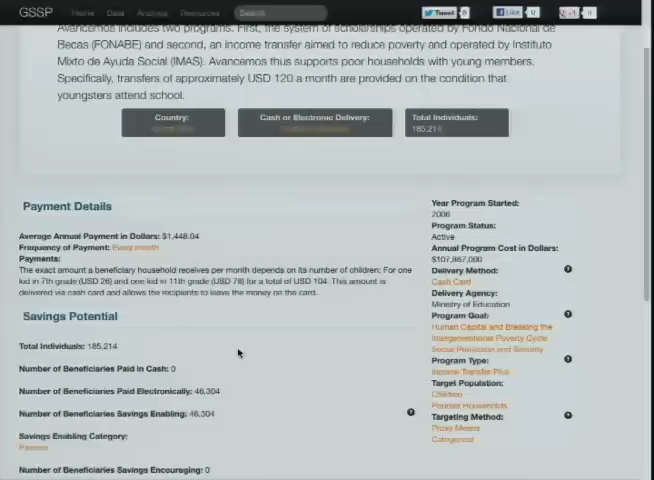 GSSP Home Data Analysis Resources Search Tweet 0 Like 0 +1 0
Avancemos includes two programs. First, the system of scholarships operated by Fondo Nacional de
Becas (FONABE) and second, an income transfer aimed to reduce poverty and operated by Instituto
Mixto de Ayuda Social (IMAS). Avancemos thus supports poor households with young members.
Specifically, transfers of approximately USD 120 a month are provided on the condition that
youngsters attend school.
Country:
Costa Rica
Cash or Electronic Delivery:
Total Individuals:
185,214
Payment Details
Average Annual Payment in Dollars: $1,448.04
Frequency of Payment: Every month
Payments:
The exact amount a beneficiary household receives per month depends on its number of children: For one
kid in 7th grade (USD 26) and one kid in 11th grade (USD 78) for a total of USD 104. This amount is
delivered via cash card and allows the recipients to leave the money on the card.
Savings Potential
Total Individuals: 185,214
Number of Beneficiaries Paid in Cash: 0
Number of Beneficiaries Paid Electronically: 46,304
Number of Beneficiaries Savings Enabling: 46,304
Savings Enabling Category:
Passive
Number of Beneficiaries Savings Encouraging: 0
Year Program Started:
2006
Program Status:
Active
Annual Program Cost in Dollars:
$107,867,000
Delivery Method:
Cash Card
Delivery Agency:
Ministry of Education
Program Goal:
Human Capital and Breaking the
Intergenerational Poverty Cycle
Social Protection and Security
Program Type:
Income Transfer Plus
Target Population:
Children
Poorest Households
Targeting Method:
Proxy Means
Categorical